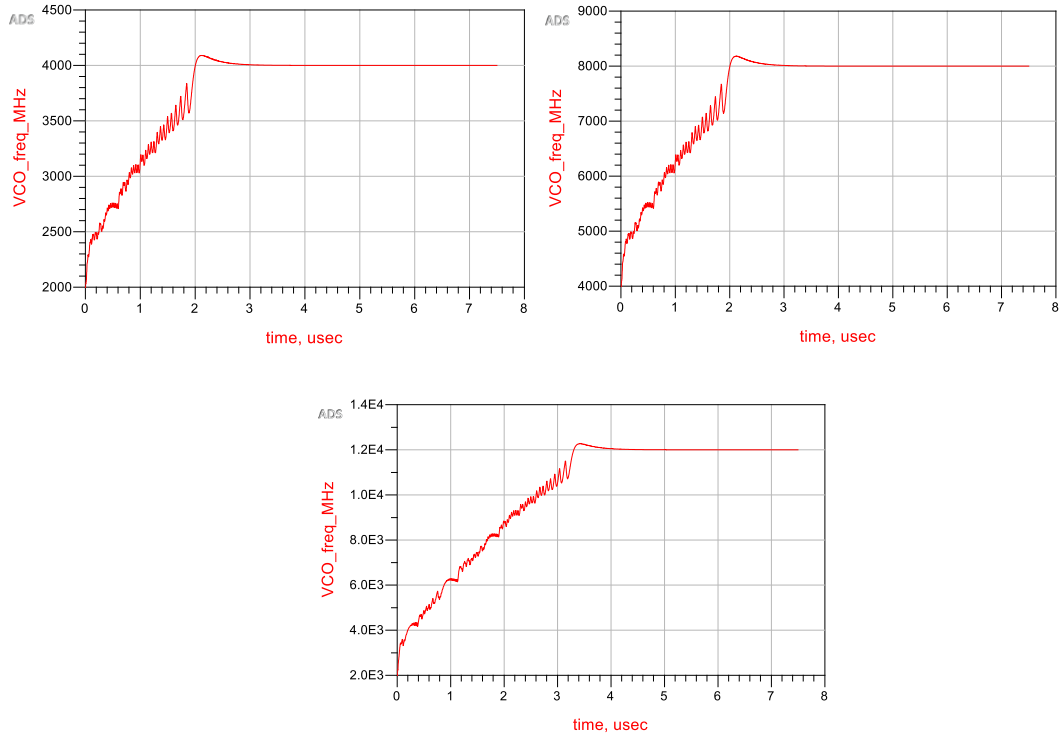 ADS
VCO_freq_MHz
4500
4000
3500
3000
2500
2000
0 1 2 3 4 5 6 7 8
time, usec
ADS
VCO_freq_MHz
9000
8000
7000
6000
5000
4000
0 1 2 3 4 5 6 7 8
time, usec
ADS
VCO_freq_MHz
1.4E4
1.2E4
1.0E4
8.0E3
6.0E3
4.0E3
2.0E3
0 1 2 3 4 5 6 7 8
time, usec